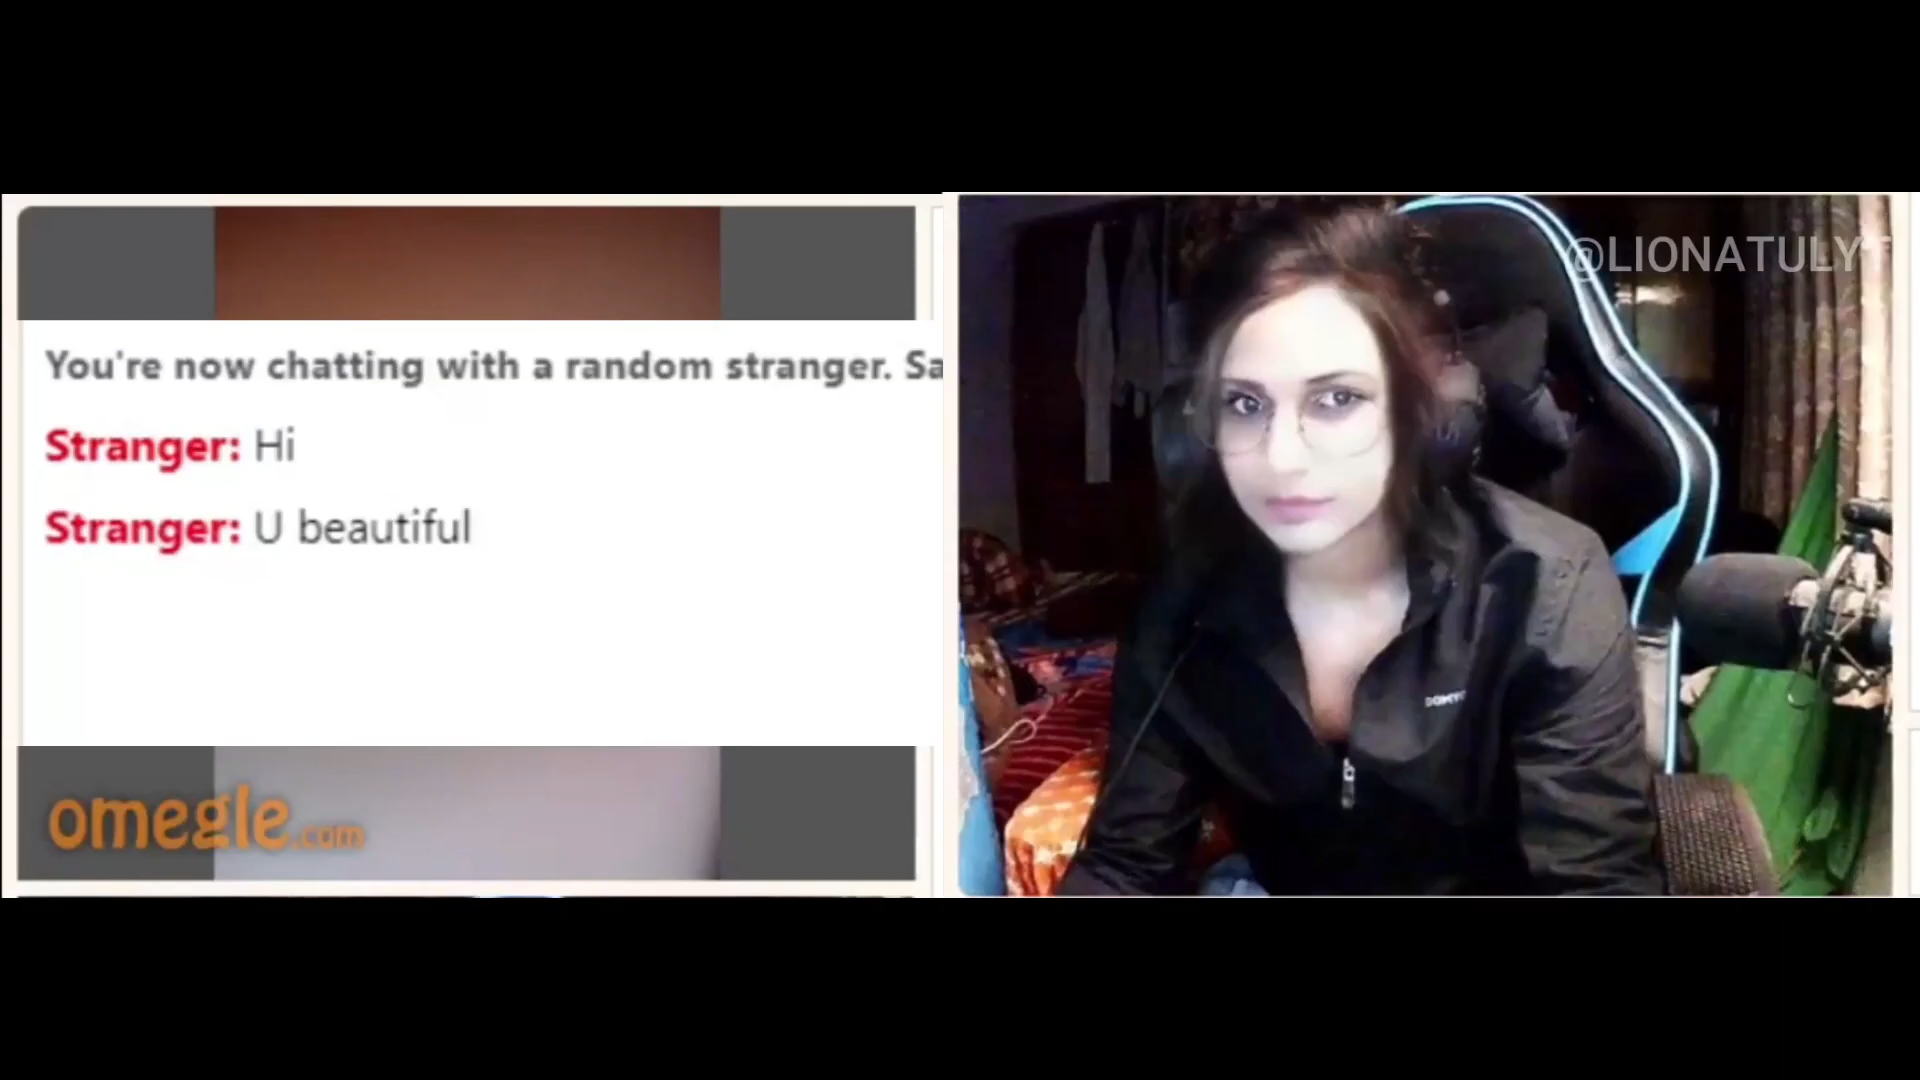 You're now chatting with a random stranger. Sa
Stranger: Hi
Stranger: U beautiful
omegle.com
@LIONATULYT